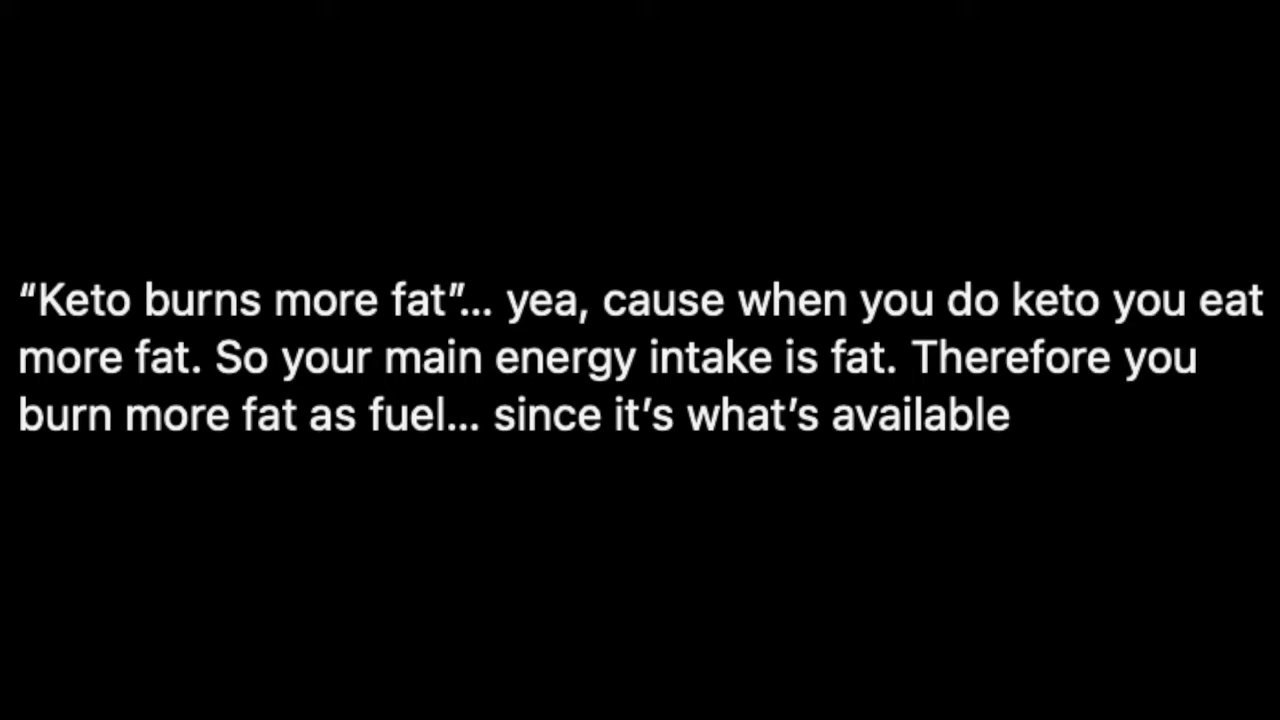 “Keto burns more fat”... yea, cause when you do keto you eat
more fat. So your main energy intake is fat. Therefore you
burn more fat as fuel... since it’s what’s available